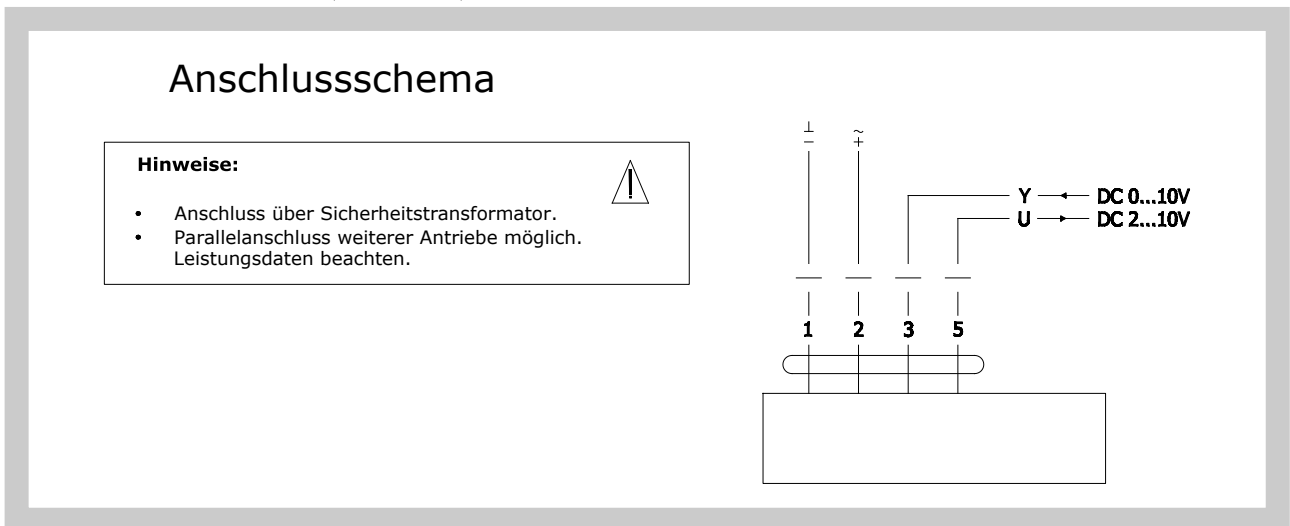 Anschlussschema
Hinweise:
• Anschluss über Sicherheitstransformator.
• Parallelanschluss weiterer Antriebe möglich.
Leistungsdaten beachten.
⊥ ~
− +
Y DC 0...10V
U DC 2...10V
1 2 3 5